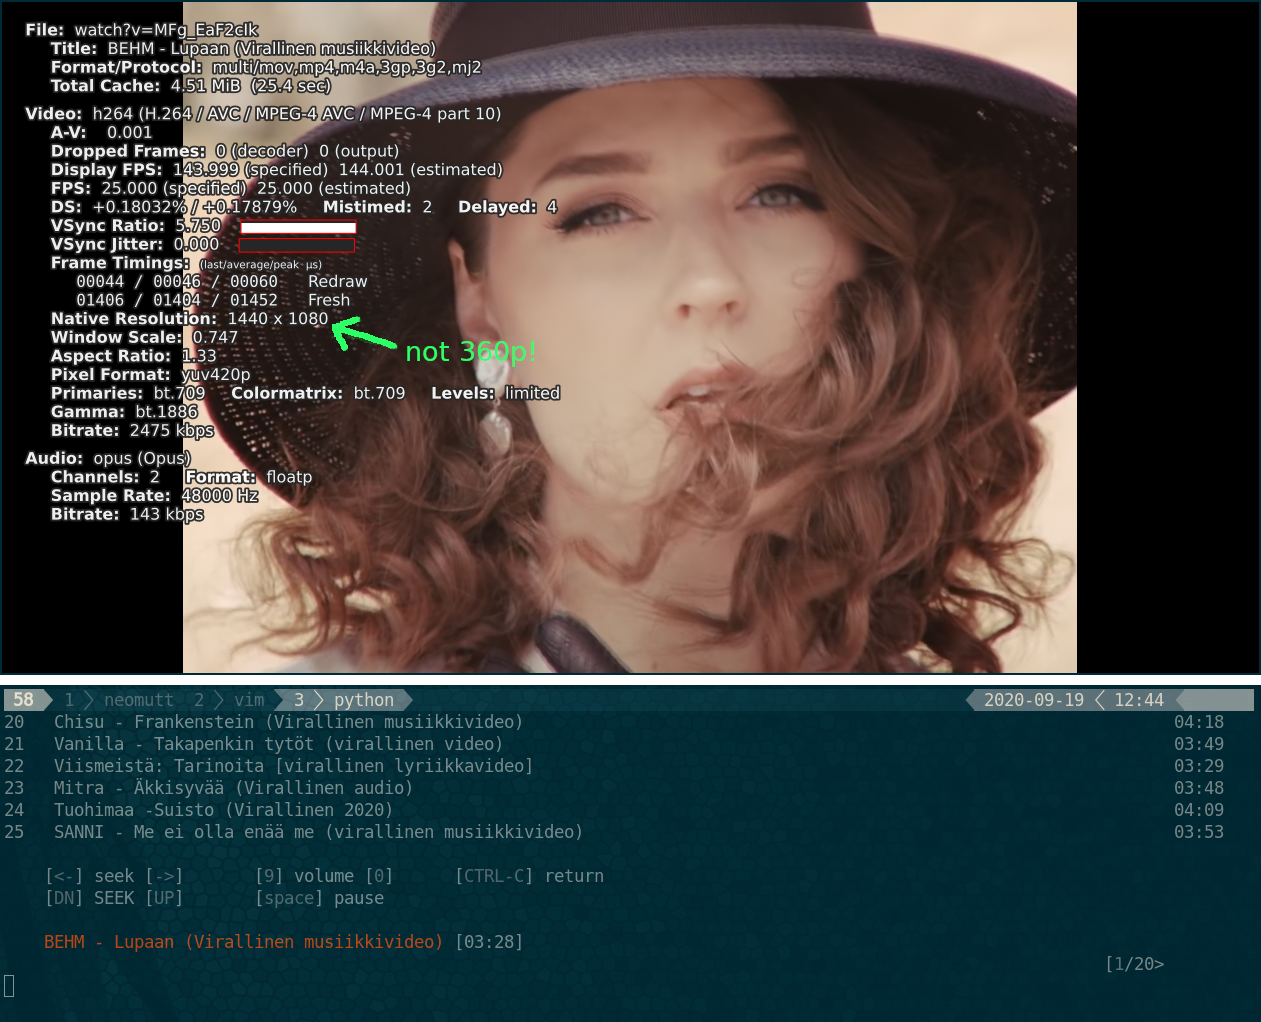 File: watch?v=MFg_EaF2cIk
Title: BEHM - Lupaan (Virallinen musiikkivideo)
Format/Protocol: multi/mov,mp4,m4a,3gp,3g2,mj2
Total Cache: 4.51 MiB (25.4 sec)
Video: h264 (H.264 / AVC / MPEG-4 AVC / MPEG-4 part 10)
A-V: 0.001
Dropped Frames: 0 (decoder) 0 (output)
Display FPS: 143.999 (specified) 144.001 (estimated)
FPS: 25.000 (specified) 25.000 (estimated)
DS: +0.18032% / +0.17879% Mistimed: 2 Delayed: 4
VSync Ratio: 5.750
VSync Jitter: 0.000
Frame Timings: (last/average/peak μs)
00044 / 00046 / 00060 Redraw
01406 / 01404 / 01452 Fresh
Native Resolution: 1440 x 1080
Window Scale: 0.747
not 360p!
Aspect Ratio: 1.33
Pixel Format: yuv420p
Primaries: bt.709 Colormatrix: bt.709 Levels: limited
Gamma: bt.1886
Bitrate: 2475 kbps
Audio: opus (Opus)
Channels: 2 Format: floatp
Sample Rate: 48000 Hz
Bitrate: 143 kbps
58 1 neomutt 2 vim 3 python 2020-09-19 12:44
20 Chisu - Frankenstein (Virallinen musiikkivideo) 04:18
21 Vanilla - Takapenkin tytöt (virallinen video) 03:49
22 Viismeistä: Tarinoita [virallinen lyriikkavideo] 03:29
23 Mitra - Äkkisyvää (Virallinen audio) 03:48
24 Tuohimaa -Suisto (Virallinen 2020) 04:09
25 SANNI - Me ei olla enää me (virallinen musiikkivideo) 03:53
[<-] seek [->] [9] volume [0] [CTRL-C] return
[DN] SEEK [UP] [space] pause
BEHM - Lupaan (Virallinen musiikkivideo) [03:28]
[1/20>